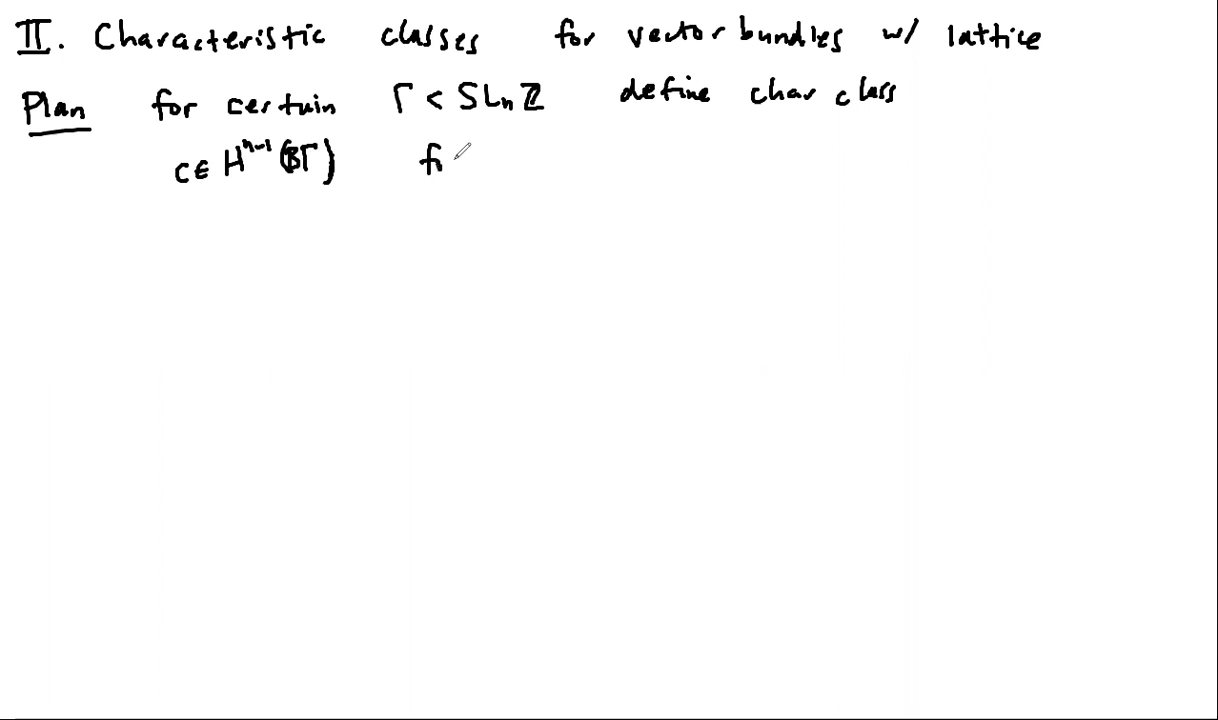 II. Characteristic classes for vector bundles w/ lattice
Plan for certain Γ < SLnℤ define char class
c ∈ Hⁿ⁻¹(BΓ)